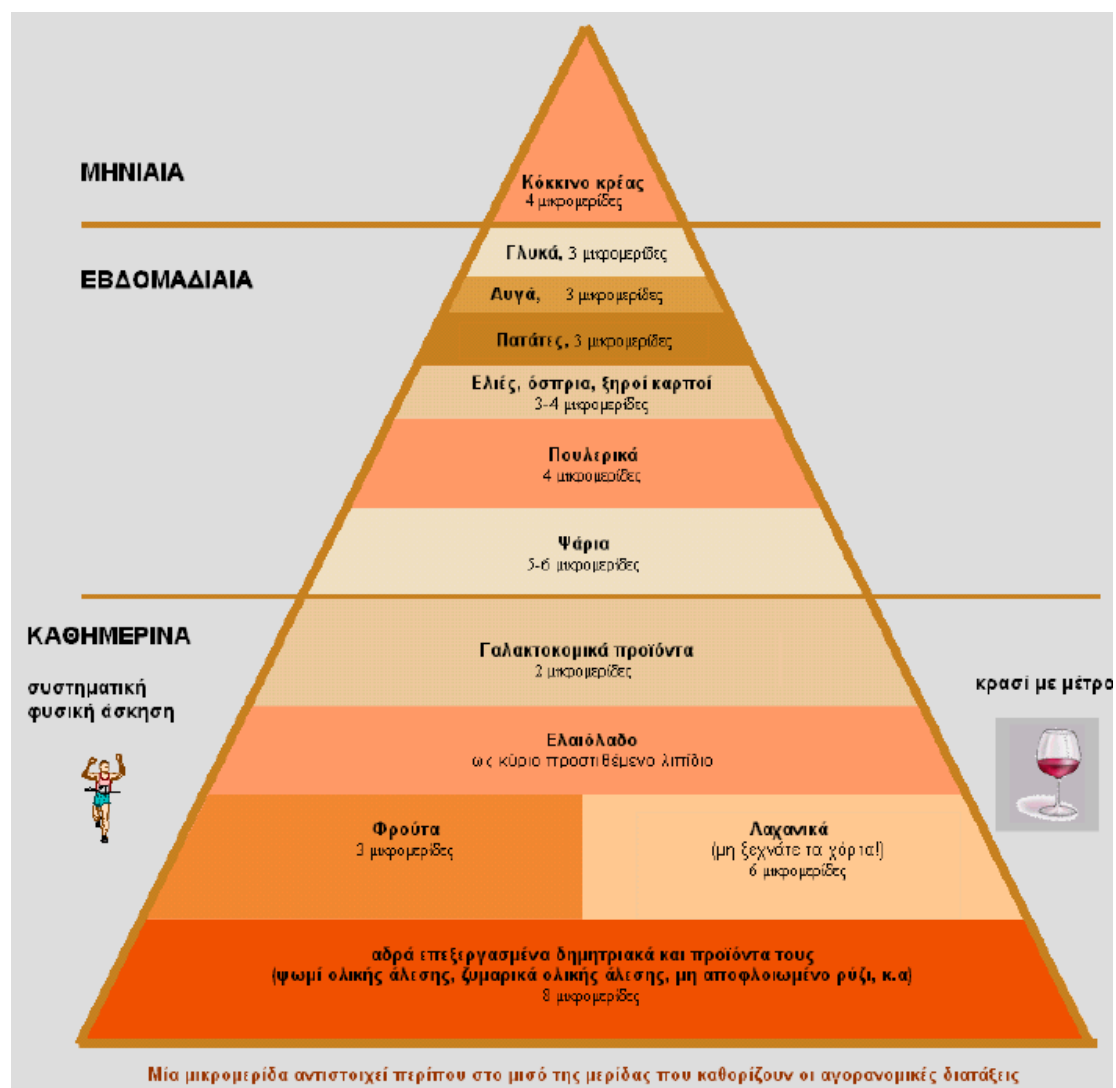 ΜΗΝΙΑΙΑ
Κόκκινο κρέας
4 μικρομερίδες
ΕΒΔΟΜΑΔΙΑΙΑ
Γλυκά, 3 μικρομερίδες
Αυγά, 3 μικρομερίδες
Πατάτες, 3 μικρομερίδες
Ελιές, όσπρια, ξηροί καρποί
3-4 μικρομερίδες
Πουλερικά
4 μικρομερίδες
Ψάρια
5-6 μικρομερίδες
ΚΑΘΗΜΕΡΙΝΑ
συστηματική
φυσική άσκηση
Γαλακτοκομικά προϊόντα
2 μικρομερίδες
κρασί με μέτρο
Ελαιόλαδο
ως κύριο προστιθέμενο λιπίδιο
Φρούτα
3 μικρομερίδες
Λαχανικά
(μη ξεχνάτε τα χόρτα!)
6 μικρομερίδες
αδρά επεξεργασμένα δημητριακά και προϊόντα τους
(ψωμί ολικής άλεσης, ζυμαρικά ολικής άλεσης, μη αποφλοιωμένο ρύζι, κ.α)
8 μικρομερίδες
Μία μικρομερίδα αντιστοιχεί περίπου στο μισό της μερίδας που καθορίζουν οι αγορανομικές διατάξεις